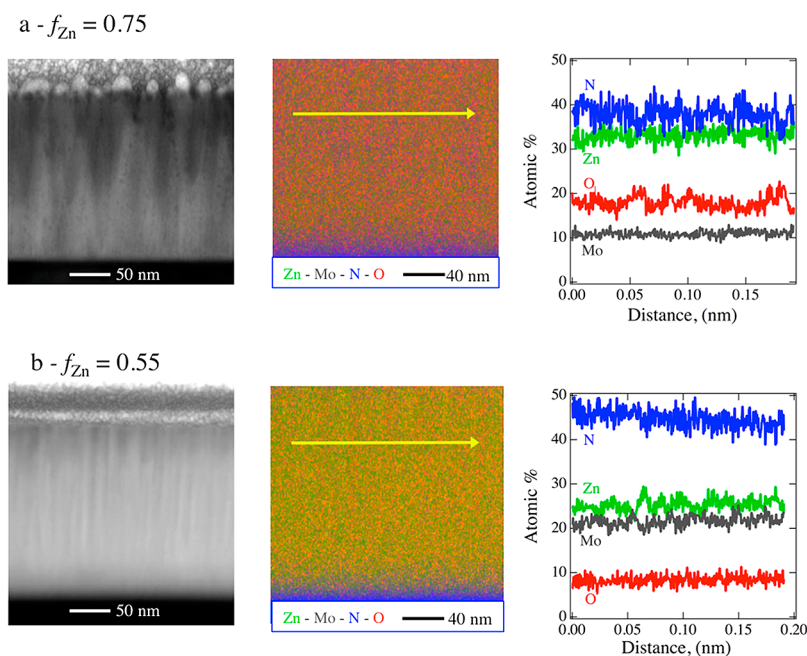 a - fZn = 0.75
50 nm
Zn - Mo - N - O
40 nm
Atomic %
50
40
30
20
10
0
N
Zn
O
Mo
0.00 0.05 0.10 0.15
Distance, (nm)
b - fZn = 0.55
50 nm
Zn - Mo - N - O
40 nm
Atomic %
50
40
30
20
10
0
N
Zn
Mo
O
0.00 0.05 0.10 0.15 0.20
Distance, (nm)